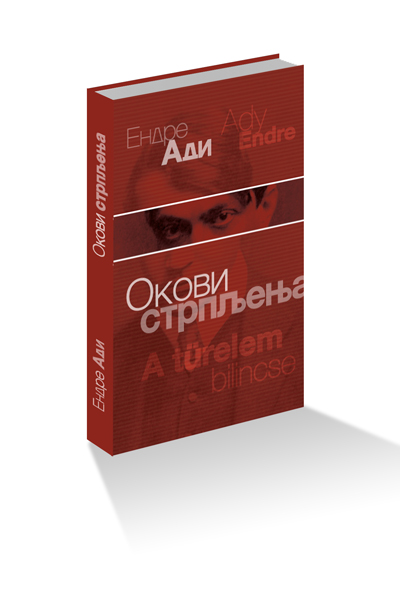 Окови стрпљења
Ендре Ади
Ендре
Ади
Ady
Endre
Окови
стрпљења
A türelem
bilincse